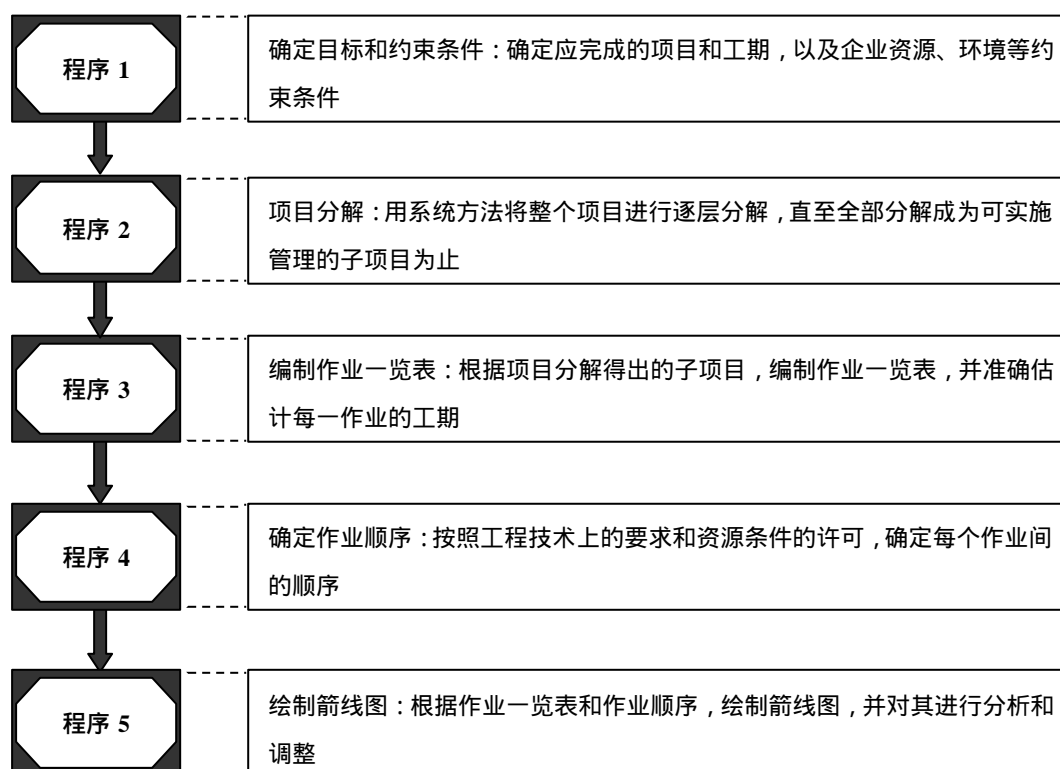 程序 1
确定目标和约束条件：确定应完成的项目和工期，以及企业资源、环境等约
束条件
程序 2
项目分解：用系统方法将整个项目进行逐层分解，直至全部分解成为可实施
管理的子项目为止
程序 3
编制作业一览表：根据项目分解得出的子项目，编制作业一览表，并准确估
计每一作业的工期
程序 4
确定作业顺序：按照工程技术上的要求和资源条件的许可，确定每个作业间
的顺序
程序 5
绘制箭线图：根据作业一览表和作业顺序，绘制箭线图，并对其进行分析和
调整